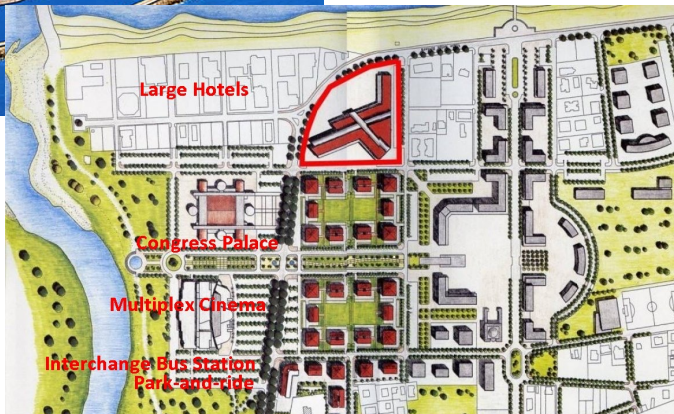 Large Hotels
Congress Palace
Multiplex Cinema
Interchange Bus Station
Park-and-ride